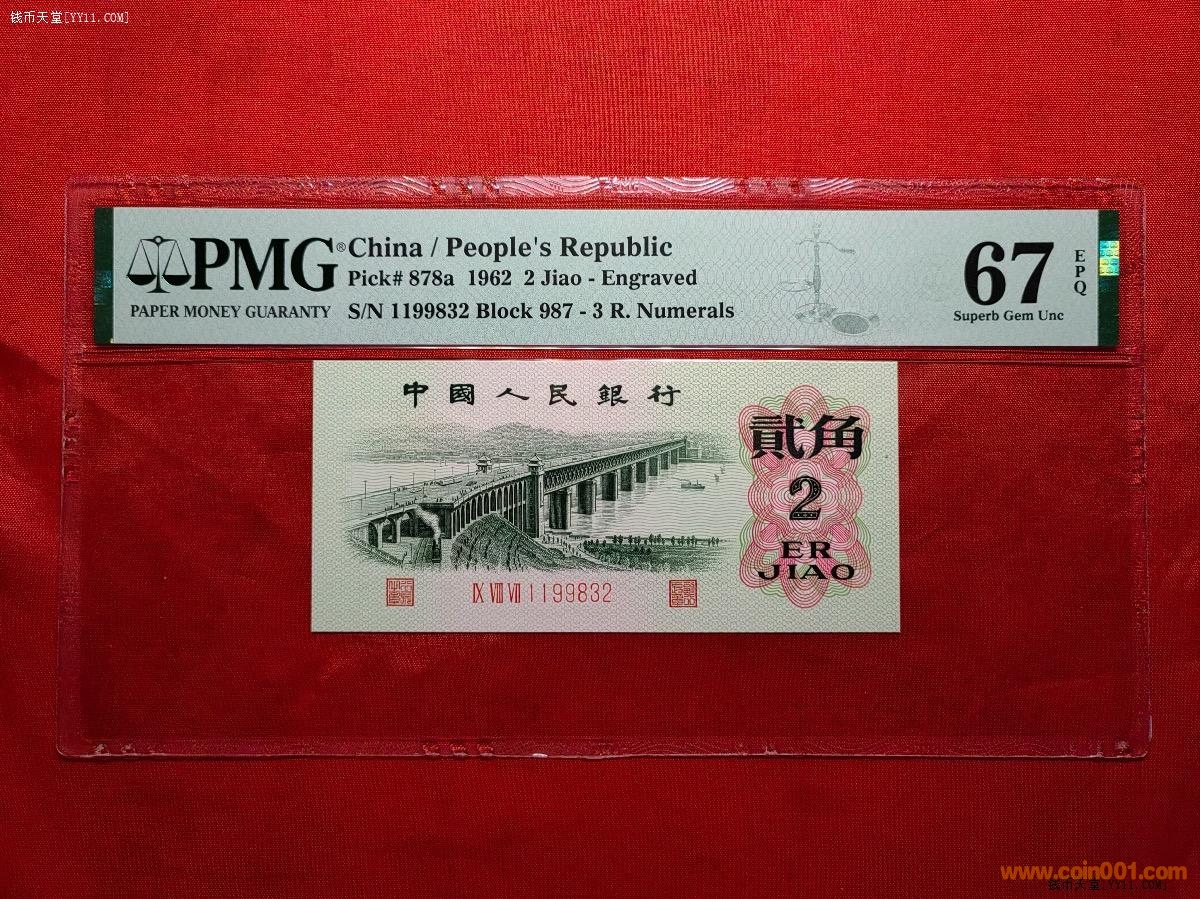 钱币天堂[YY11.COM]
PMG
PMG® China / People's Republic
Pick# 878a 1962 2 Jiao - Engraved
PAPER MONEY GUARANTY S/N 1199832 Block 987 - 3 R. Numerals
67
EPQ
Superb Gem Unc
中國人民銀行
貳角
2
ER
JIAO
IX VIII VII 1199832
www.coin001.com
钱币天堂[YY11.COM]